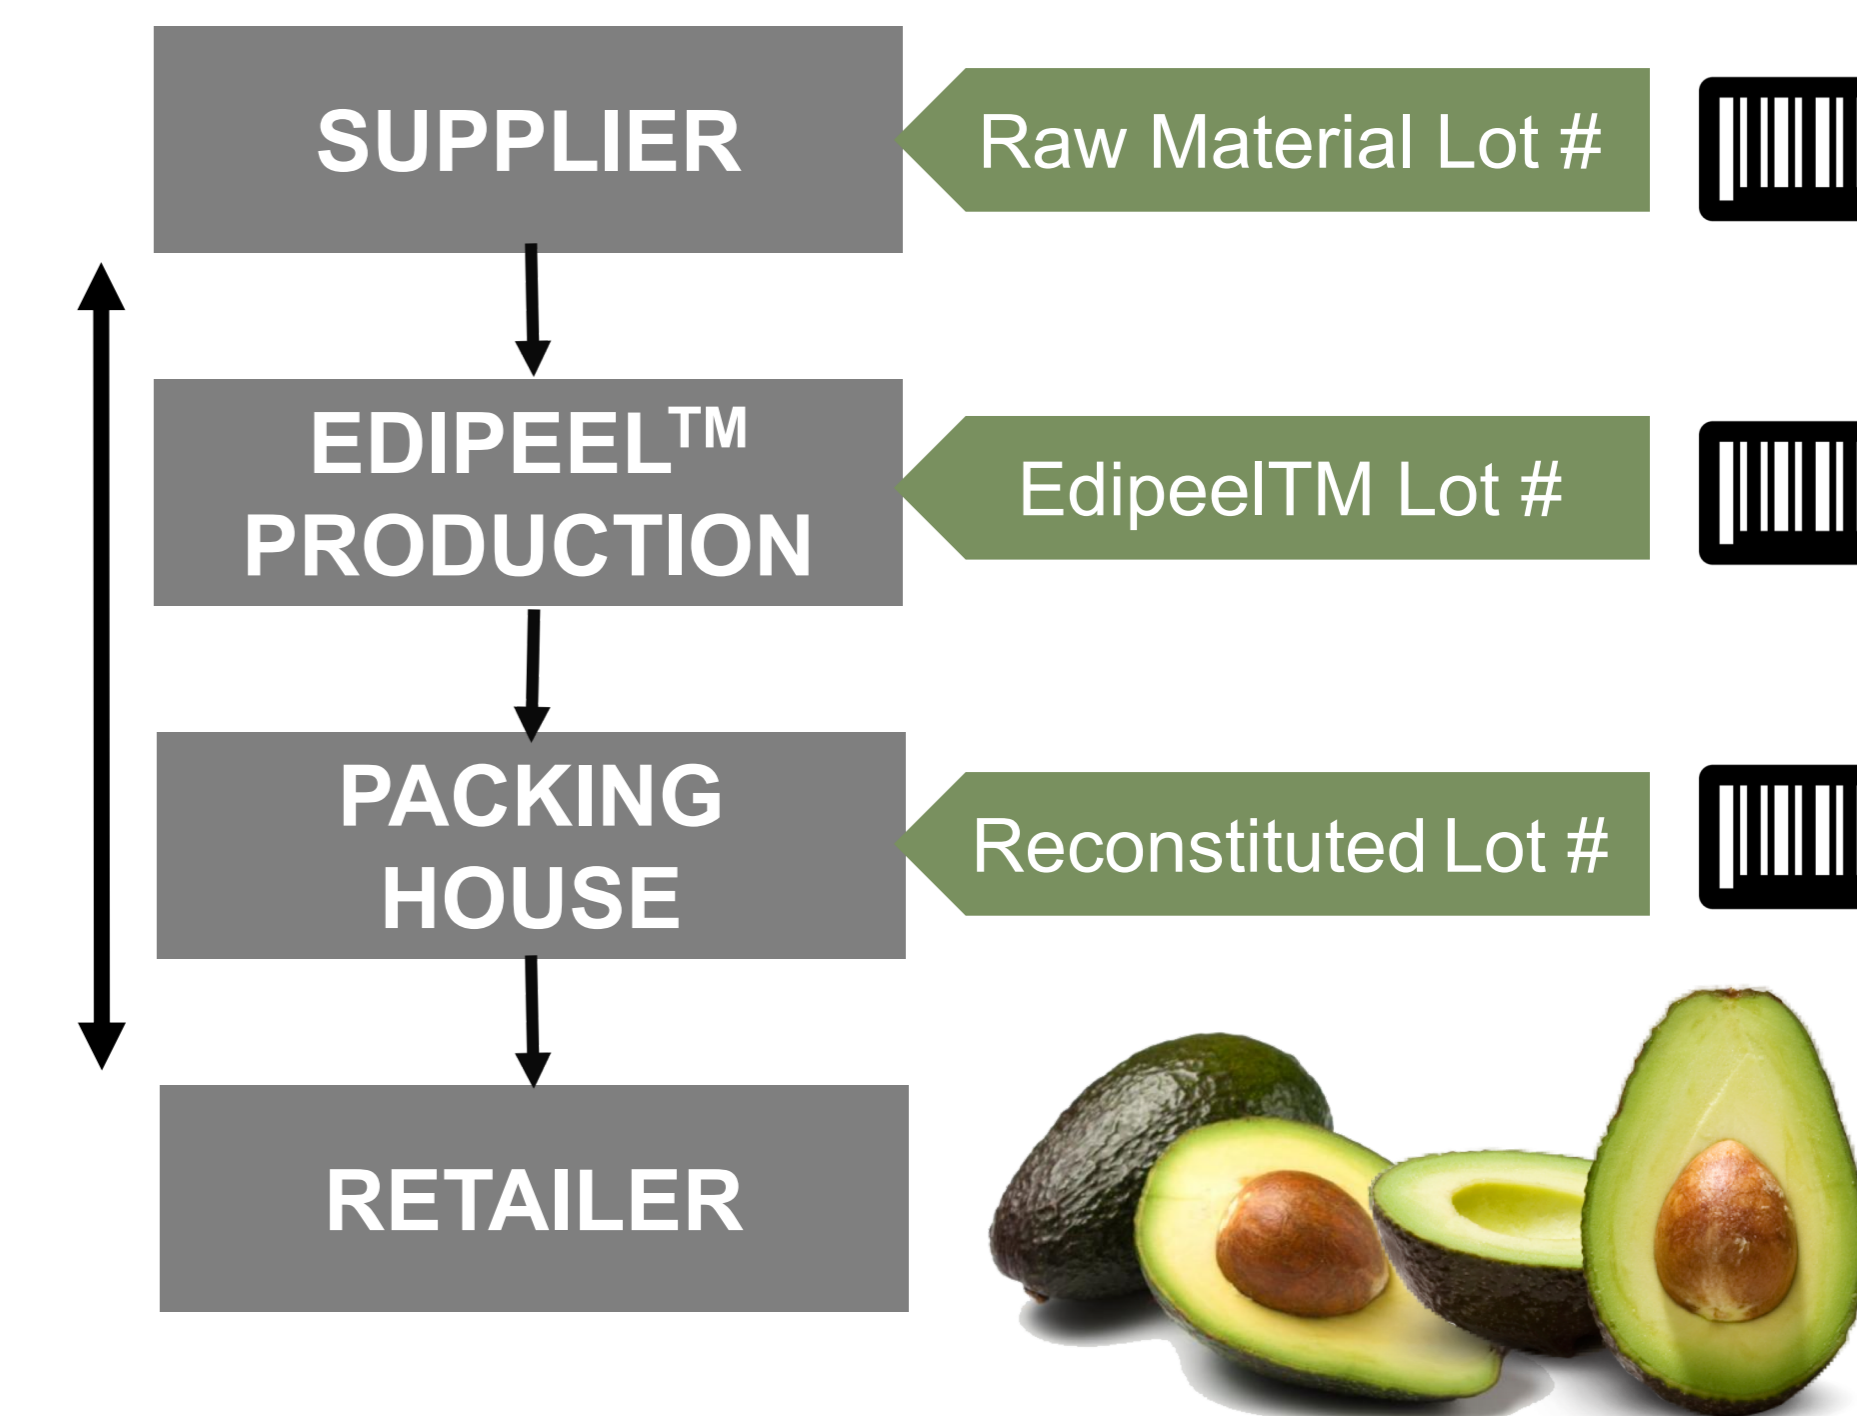 SUPPLIER
Raw Material Lot #
EDIPEEL™
PRODUCTION
EdipeelTM Lot #
PACKING
HOUSE
Reconstituted Lot #
RETAILER